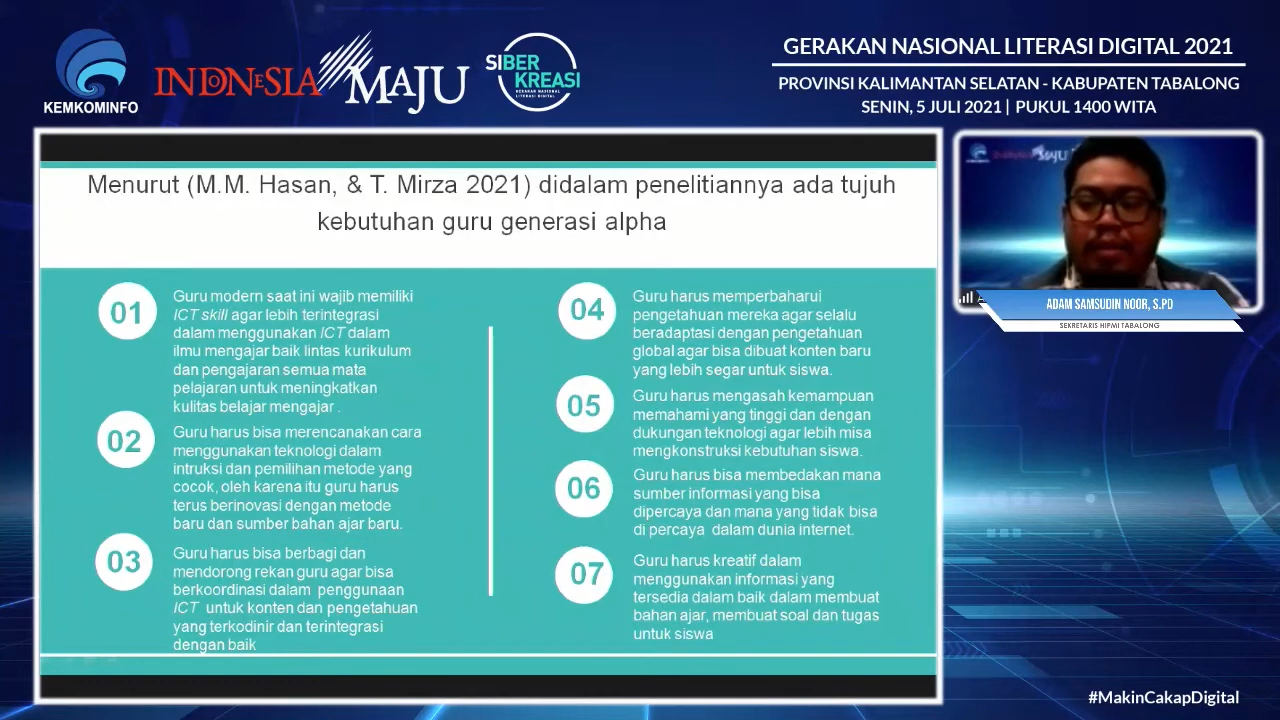 KEMKOMINFO
INDONESIA MAJU
SIBER KREASI
GERAKAN NASIONAL
LITERASI DIGITAL
GERAKAN NASIONAL LITERASI DIGITAL 2021
PROVINSI KALIMANTAN SELATAN - KABUPATEN TABALONG
SENIN, 5 JULI 2021 | PUKUL 1400 WITA
Menurut (M.M. Hasan, & T. Mirza 2021) didalam penelitiannya ada tujuh
kebutuhan guru generasi alpha
01
Guru modern saat ini wajib memiliki
ICT skill agar lebih terintegrasi
dalam menggunakan ICT dalam
ilmu mengajar baik lintas kurikulum
dan pengajaran semua mata
pelajaran untuk meningkatkan
kulitas belajar mengajar .
02
Guru harus bisa merencanakan cara
menggunakan teknologi dalam
intruksi dan pemilihan metode yang
cocok, oleh karena itu guru harus
terus berinovasi dengan metode
baru dan sumber bahan ajar baru.
03
Guru harus bisa berbagi dan
mendorong rekan guru agar bisa
berkoordinasi dalam penggunaan
ICT untuk konten dan pengetahuan
yang terkodinir dan terintegrasi
dengan baik
04
Guru harus memperbaharui
pengetahuan mereka agar selalu
beradaptasi dengan pengetahuan
global agar bisa dibuat konten baru
yang lebih segar untuk siswa.
05
Guru harus mengasah kemampuan
memahami yang tinggi dan dengan
dukungan teknologi agar lebih misa
mengkonstruksi kebutuhan siswa.
06
Guru harus bisa membedakan mana
sumber informasi yang bisa
dipercaya dan mana yang tidak bisa
di percaya dalam dunia internet.
07
Guru harus kreatif dalam
menggunakan informasi yang
tersedia dalam baik dalam membuat
bahan ajar, membuat soal dan tugas
untuk siswa
ADAM SAMSUDIN NOOR, S.PD
SEKRETARIS HIPMI TABALONG
#MakinCakapDigital